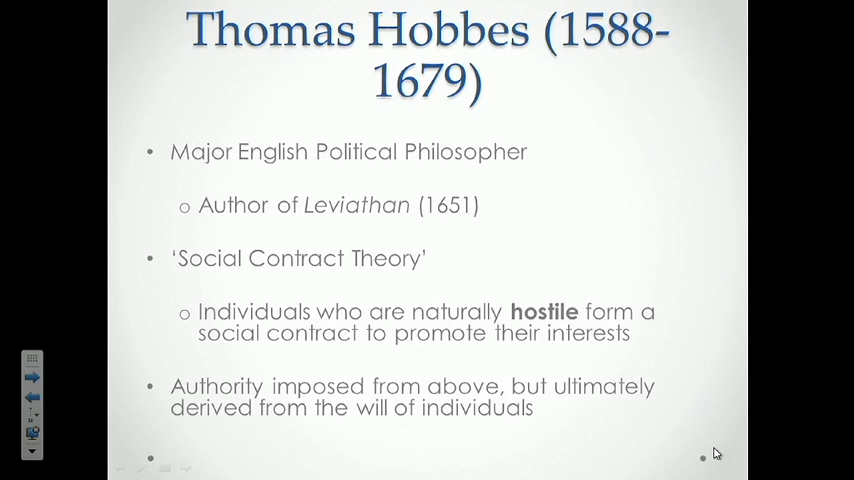 Thomas Hobbes (1588-
1679)
• Major English Political Philosopher
o Author of Leviathan (1651)
• ‘Social Contract Theory’
o Individuals who are naturally hostile form a
social contract to promote their interests
• Authority imposed from above, but ultimately
derived from the will of individuals